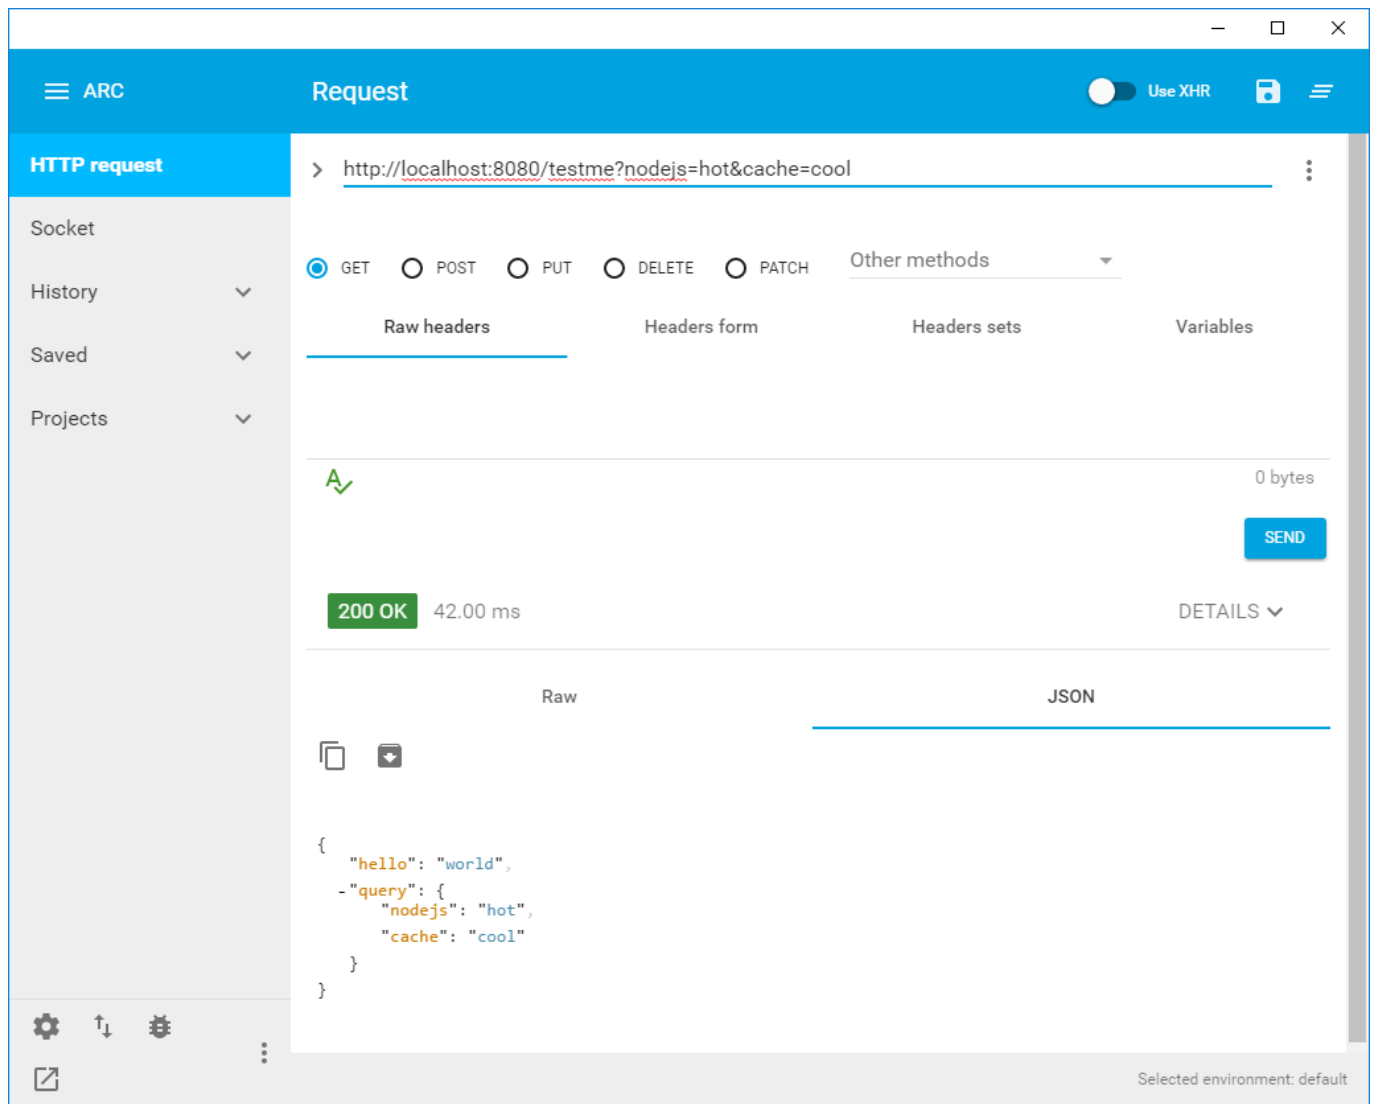 ARC
Request
Use XHR
HTTP request
http://localhost:8080/testme?nodejs=hot&cache=cool
Socket
GET POST PUT DELETE PATCH Other methods
History
Raw headers Headers form Headers sets Variables
Saved
Projects
0 bytes
SEND
200 OK 42.00 ms DETAILS
Raw JSON
{
"hello": "world",
-"query": {
"nodejs": "hot",
"cache": "cool"
}
}
Selected environment: default